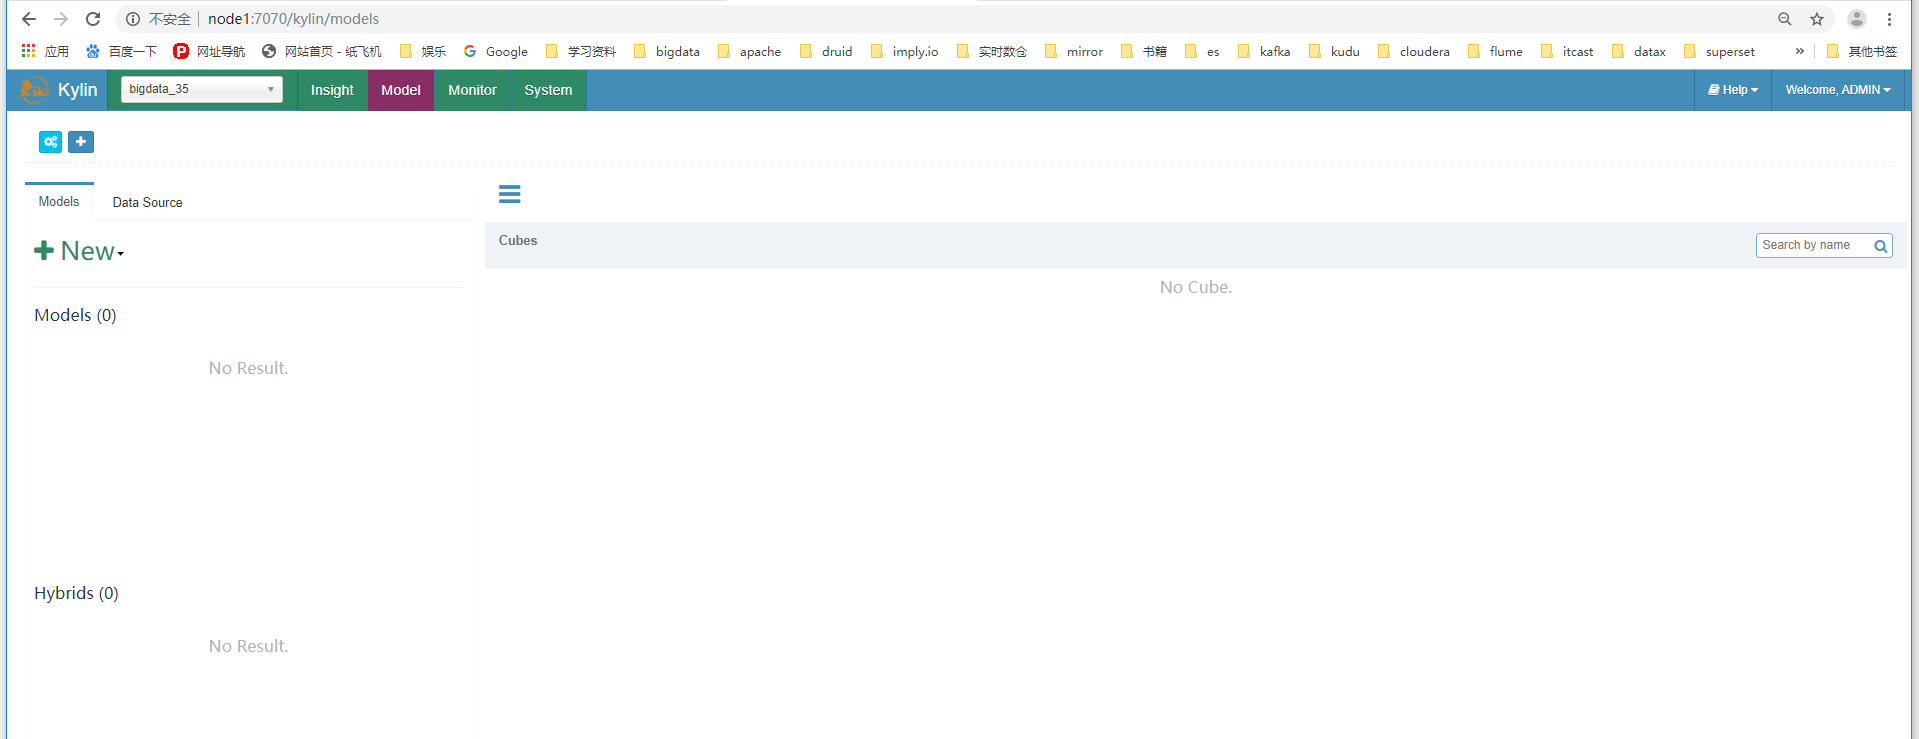 不安全 node1:7070/kylin/models
应用 百度一下 网址导航 网站首页 - 纸飞机 娱乐 Google 学习资料 bigdata apache druid imply.io 实时数仓 mirror 书籍 es kafka kudu cloudera flume itcast datax superset » 其他书签
Kylin bigdata_35 Insight Model Monitor System Help Welcome, ADMIN
Models Data Source
New
Cubes Search by name
No Cube.
Models (0)
No Result.
Hybrids (0)
No Result.